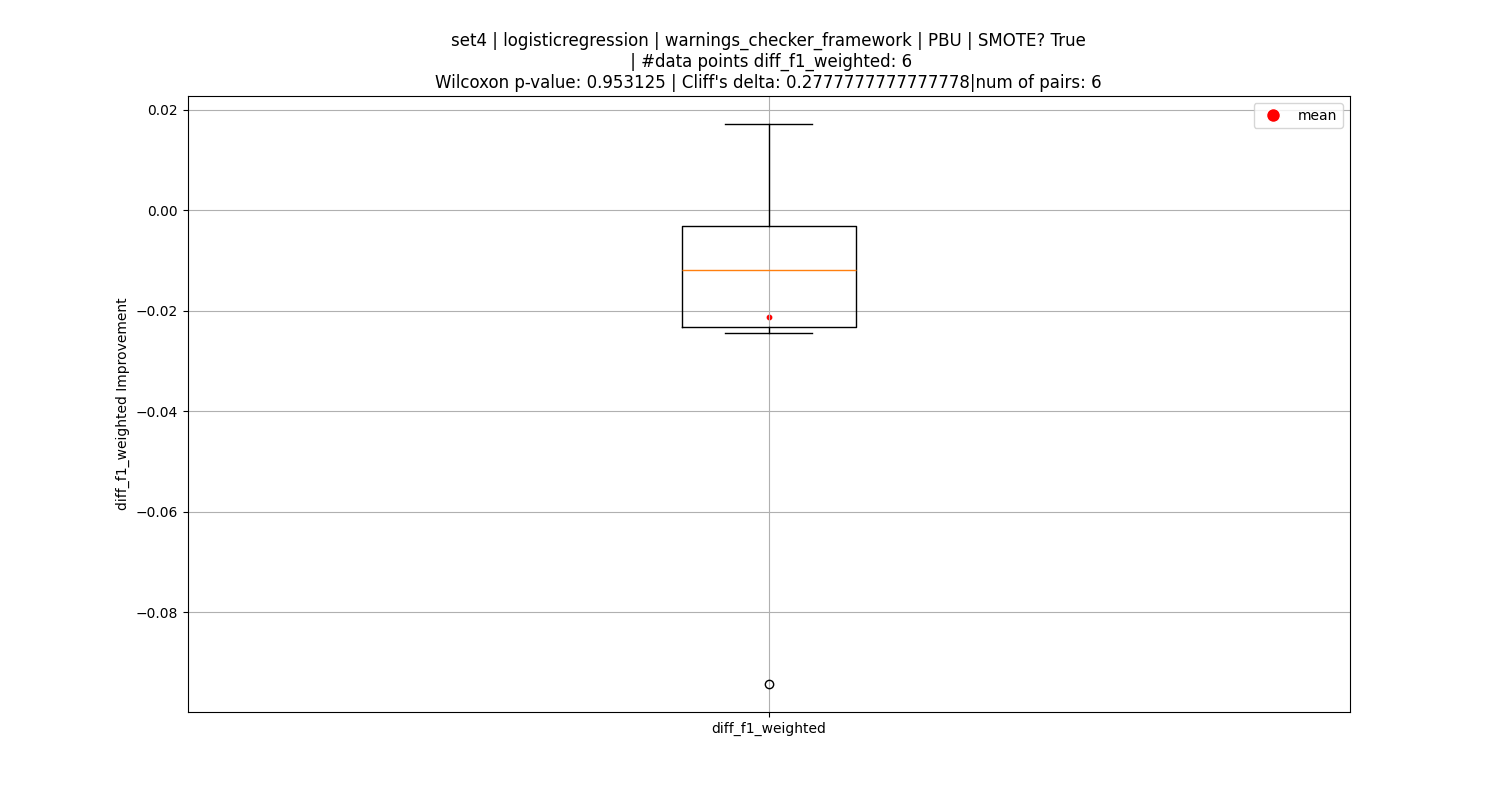 set4 | logisticregression | warnings_checker_framework | PBU | SMOTE? True
| #data points diff_f1_weighted: 6
Wilcoxon p-value: 0.953125 | Cliff's delta: 0.2777777777777778|num of pairs: 6
mean
0.02
0.00
−0.02
−0.04
−0.06
−0.08
diff_f1_weighted Improvement
diff_f1_weighted